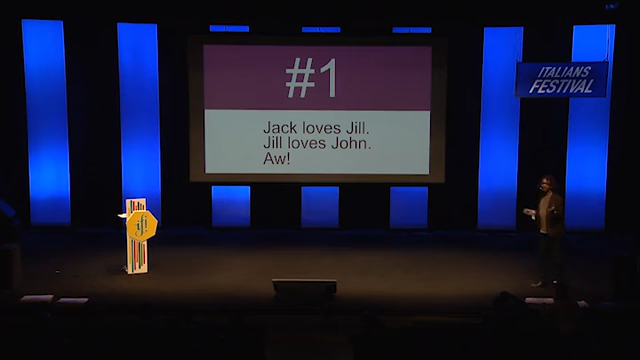 #1
Jack loves Jill.
Jill loves John.
Aw!
ITALIANS
FESTIVAL